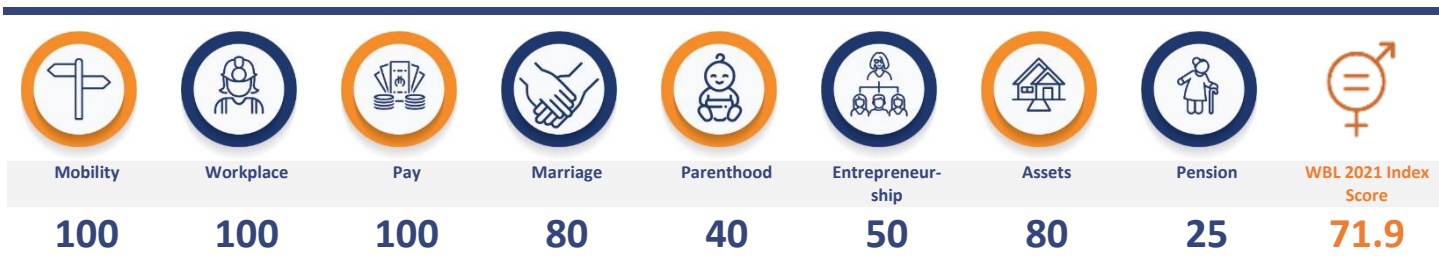 Mobility Workplace Pay Marriage Parenthood Entrepreneur- Assets Pension WBL 2021 Index
ship Score
100 100 100 80 40 50 80 25 71.9